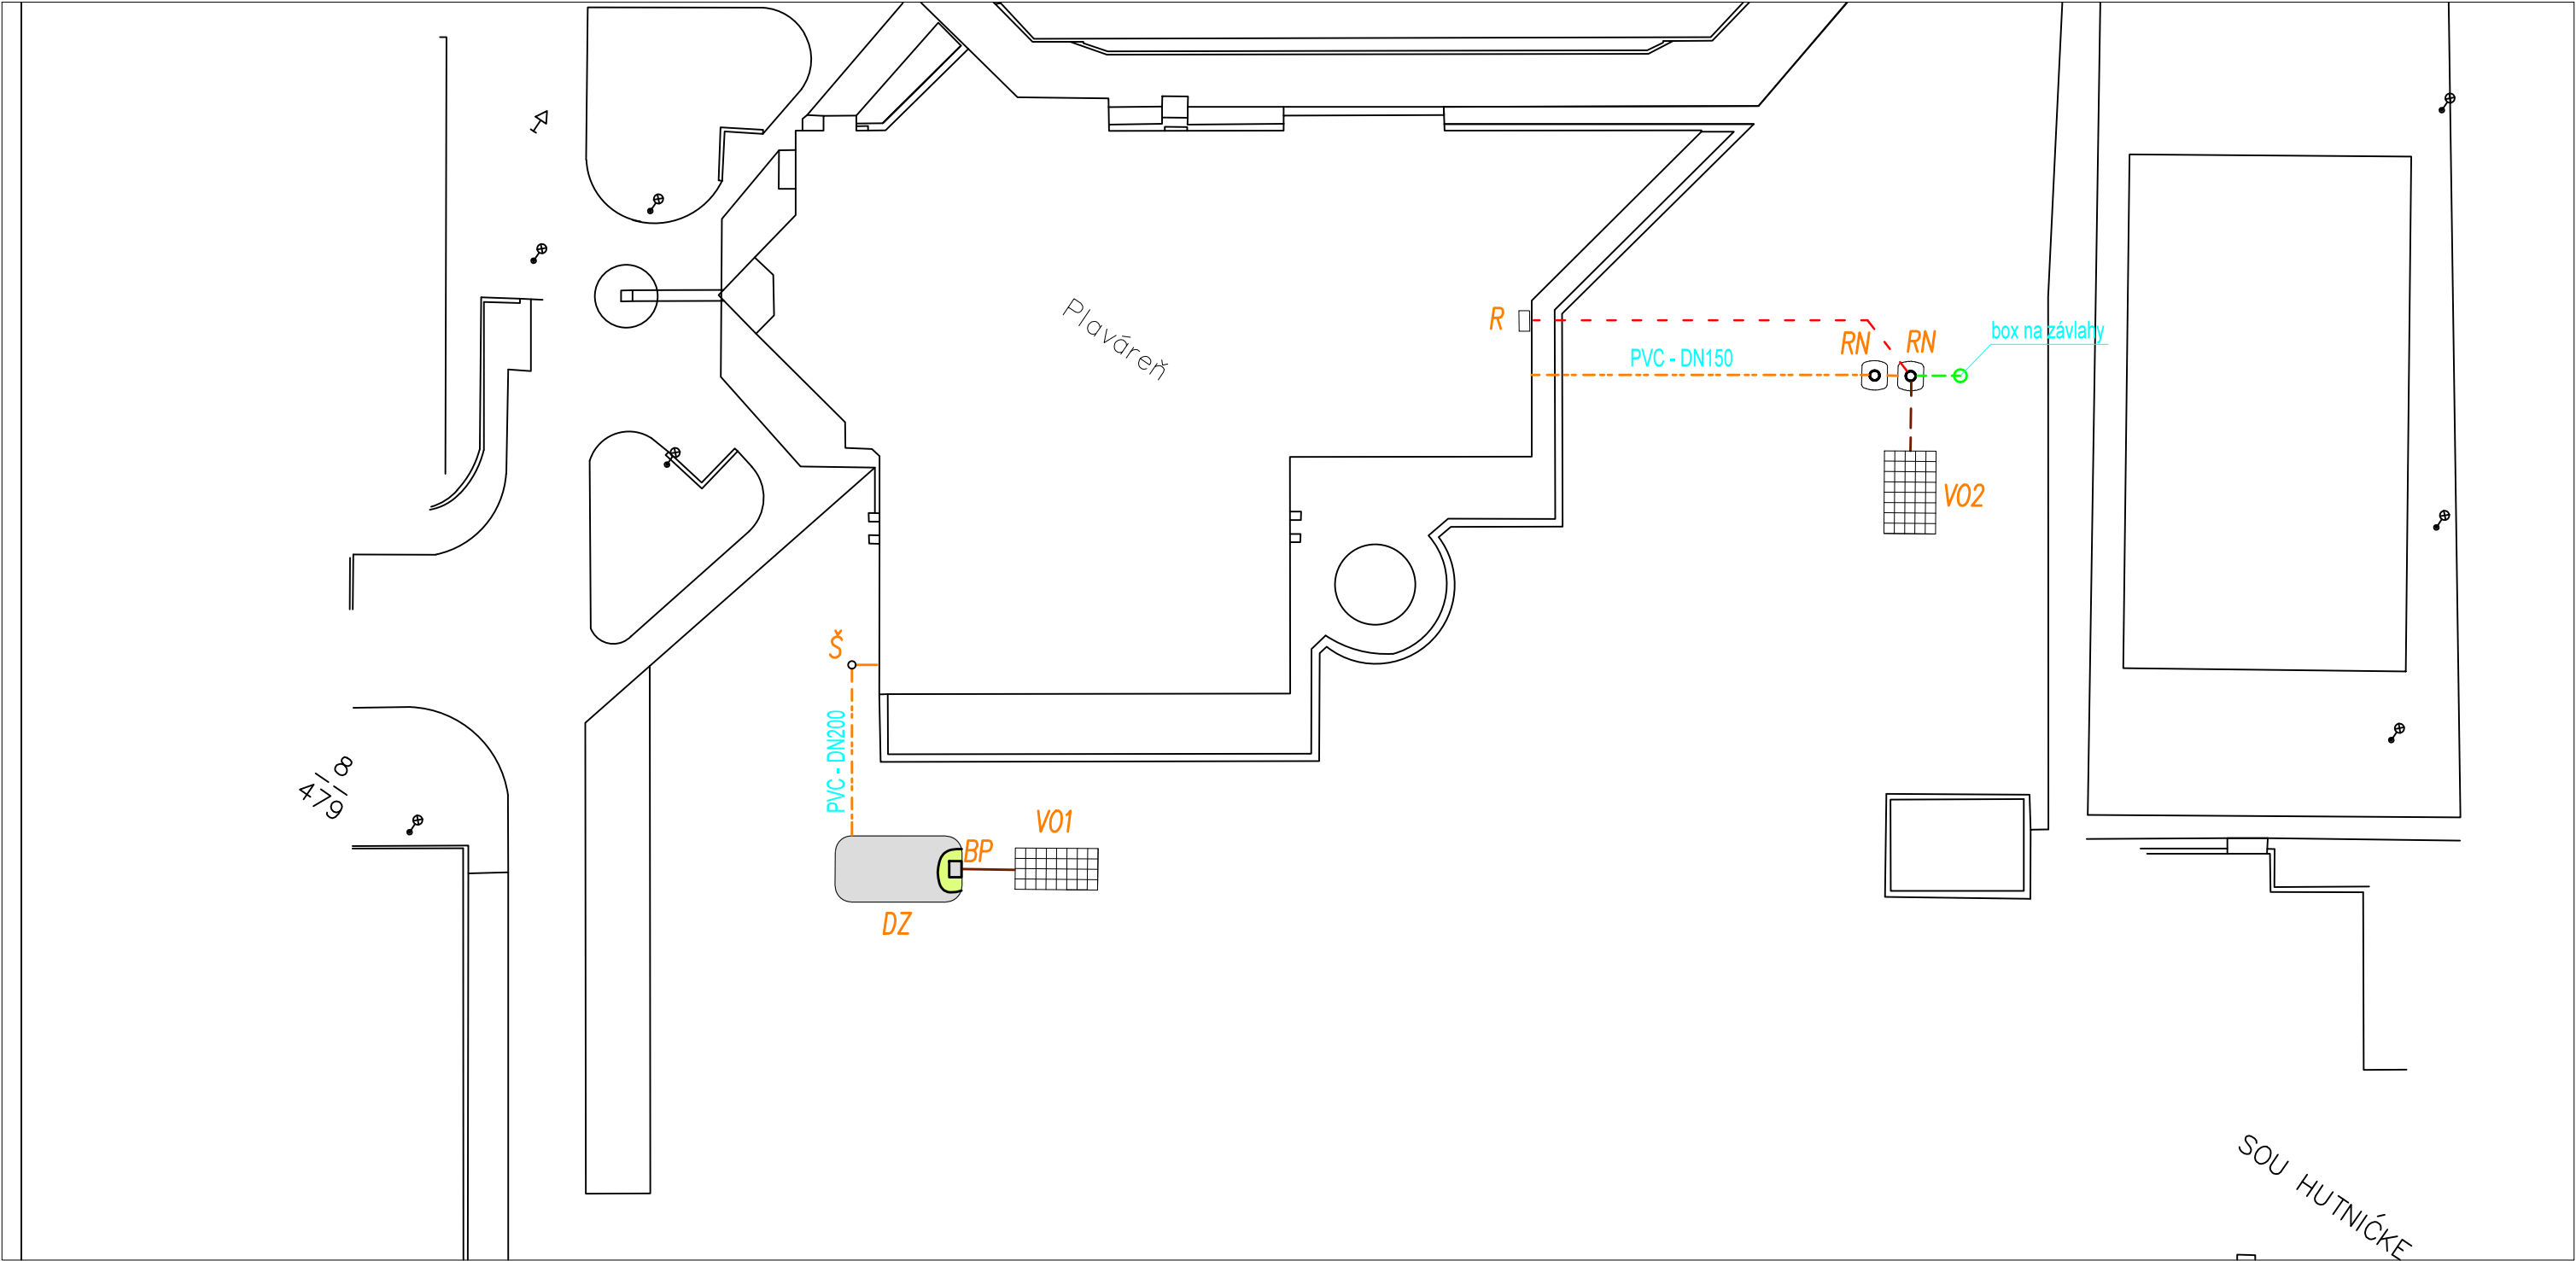 Plaváreň
R
PVC - DN150
RN
RN
box na závlahy
VO2
Š
PVC - DN200
8
479
VO1
BP
DZ
SOU HUTNÍCKE